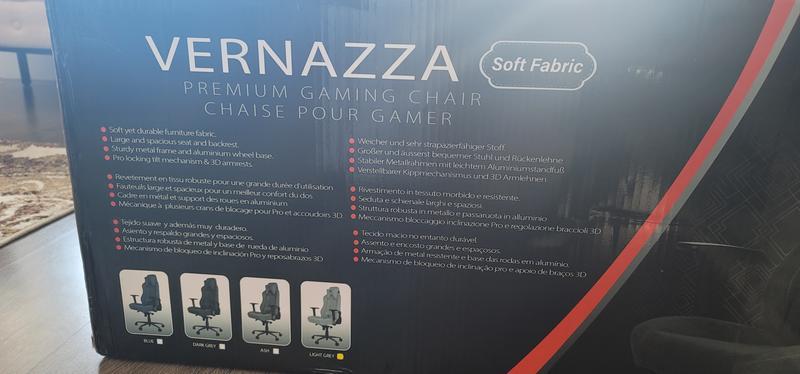 VERNAZZA
Soft Fabric
PREMIUM GAMING CHAIR
CHAISE POUR GAMER
Soft yet durable furniture fabric.
Large and spacious seat and backrest.
Sturdy metal frame and aluminium wheel base.
Pro locking tilt mechanism & 3D armrests.
Revetement en tissu robuste pour une grande durée d'utilisation
Fauteuils large et spacieux pour un meilleur confort du dos
Cadre en métal et support des roues en aluminium
Mécanique à plusieurs crans de blocage pour Pro et accoudoirs 3D
Tejido suave y además muy duradero.
Asiento y respaldo grandes y espaciosos.
Estructura robusta de metal y base de rueda de aluminio
Mecanismo de bloqueo de inclinación Pro y reposabrazos 3D
Weicher und sehr strapazierfähiger Stoff
Großer und äusserst bequemer Stuhl und Rückenlehne
Stabiler Metallrahmen mit leichtem Aluminiumstandfuß
Verstellbarer Kippmechanismus und 3D Armlehnen
Rivestimento in tessuto morbido e resistente.
Seduta e schienale larghi e spaziosi.
Struttura robusta in metallo e passaruota in alluminio
Meccanismo bloccaggio inclinazione Pro e regolazione braccioli 3D
Tecido macio no entanto durável.
Assento e encosto grandes e espaçosos.
Armação de metal resistente e base das rodas em alumínio.
Mecanismo de bloqueio de inclinação pro e apoio de braços 3D
BLUE
DARK GREY
ASH
LIGHT GREY